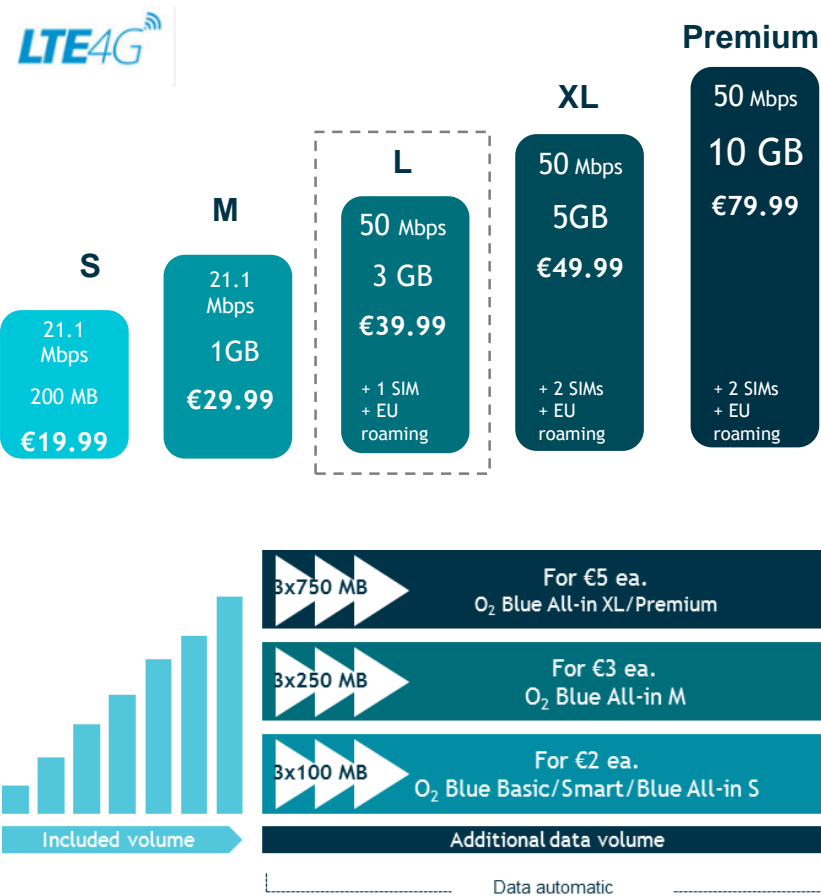 LTE4G
S
21.1
Mbps
200 MB
€19.99
M
21.1
Mbps
1GB
€29.99
L
50 Mbps
3 GB
€39.99
+ 1 SIM
+ EU
roaming
XL
50 Mbps
5GB
€49.99
+ 2 SIMs
+ EU
roaming
Premium
50 Mbps
10 GB
€79.99
+ 2 SIMs
+ EU
roaming
3x750 MB
For €5 ea.
O₂ Blue All-in XL/Premium
3x250 MB
For €3 ea.
O₂ Blue All-in M
3x100 MB
For €2 ea.
O₂ Blue Basic/Smart/Blue All-in S
Included volume
Additional data volume
Data automatic